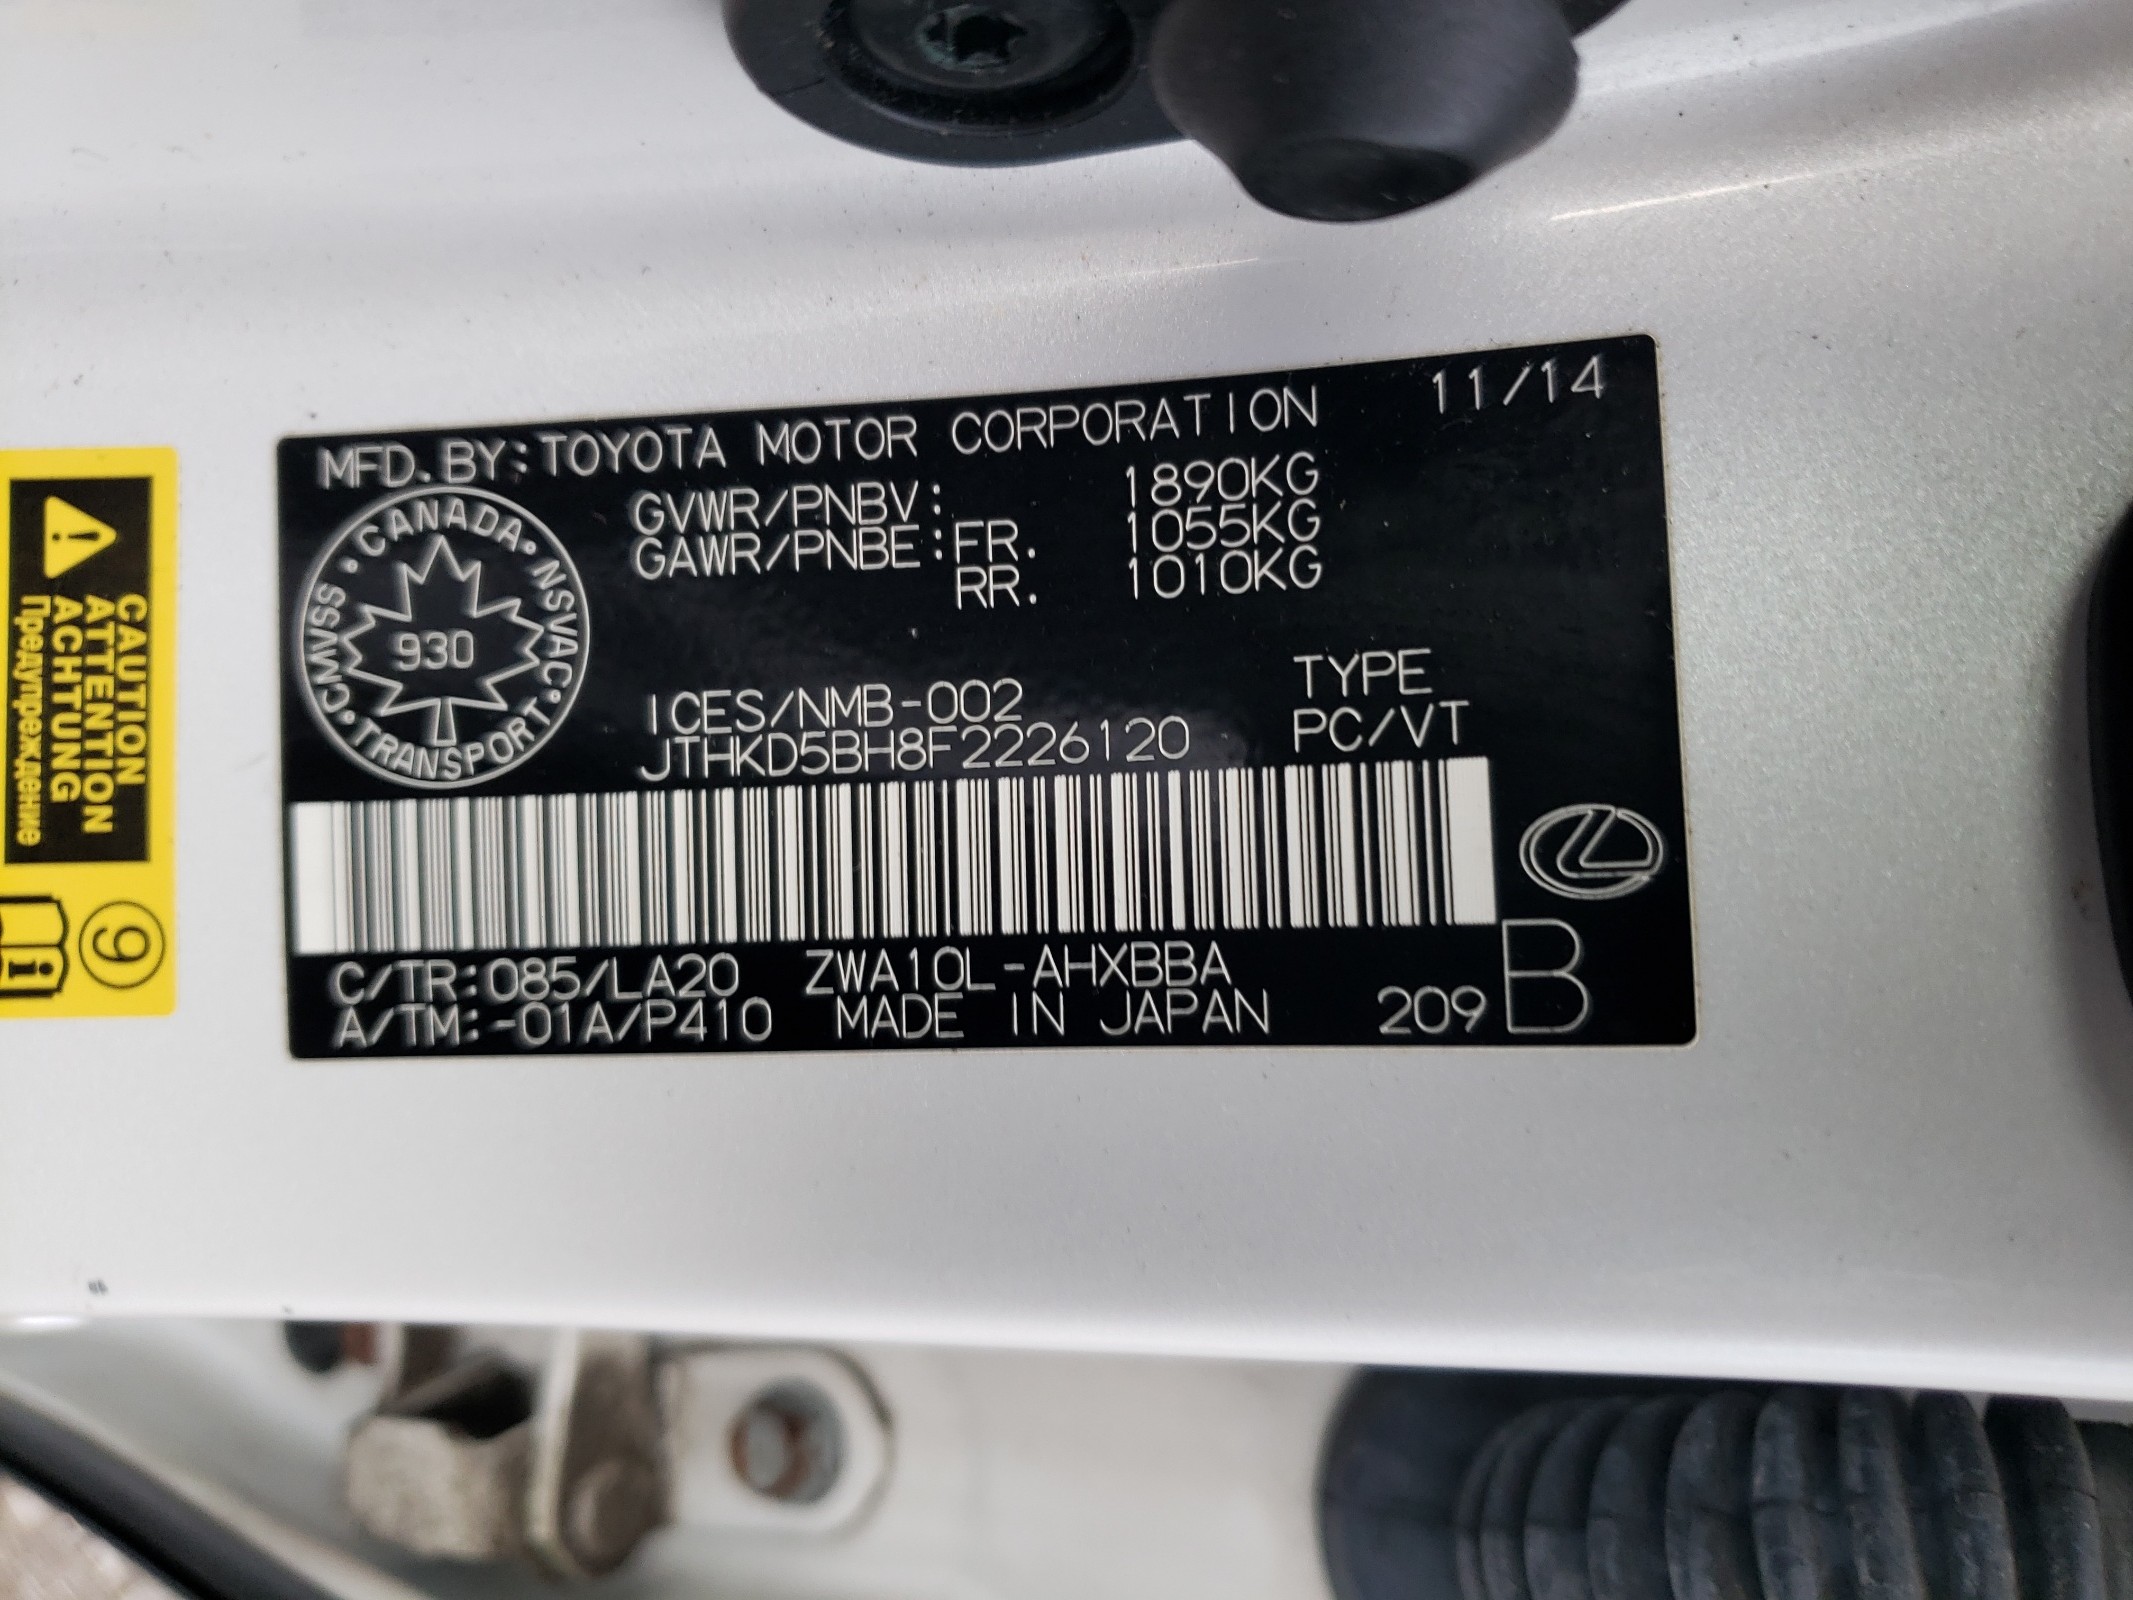 MFD.BY:TOYOTA MOTOR CORPORATION 11/14
GVWR/PNBV: 1890KG
GAWR/PNBE:FR. 1055KG
RR. 1010KG
•CANADA•NSVAC•TRANSPORT•CMVSS
930
ICES/NMB-002 TYPE
JTHKD5BH8F2226120 PC/VT
C/TR:085/LA20 ZWA10L-AHXBBA
A/TM:-01A/P410 MADE IN JAPAN 209 B
CAUTION
ATTENTION
ACHTUNG
Предупреждение
9
i